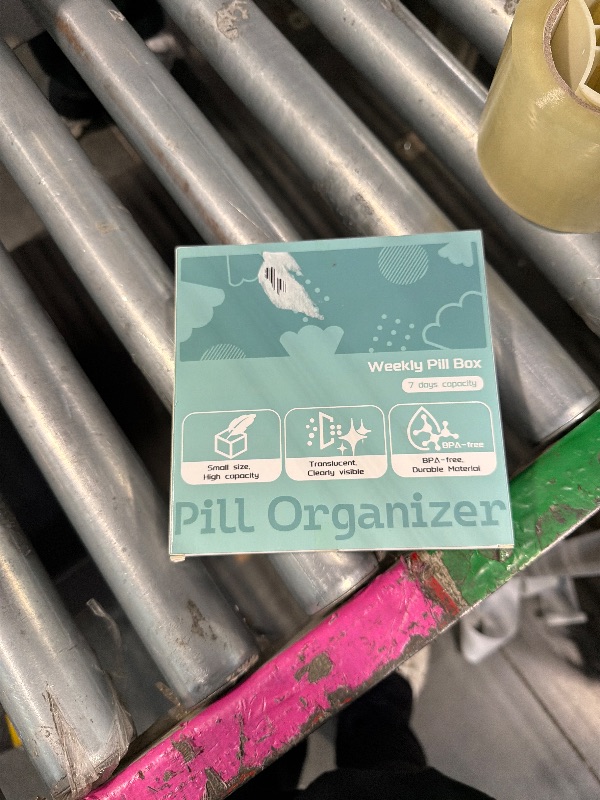 Weekly Pill Box
7 days capacity
BPA-free
Small size,
High capacity
Translucent,
Clearly visible
BPA-free,
Durable Material
Pill Organizer